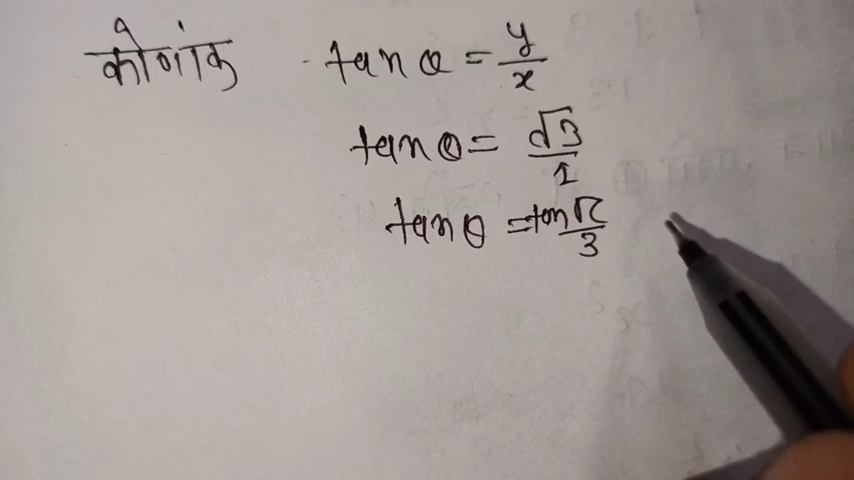 कोणांक tan θ = y/x
tan θ = √3/1
tan θ = tan π/3